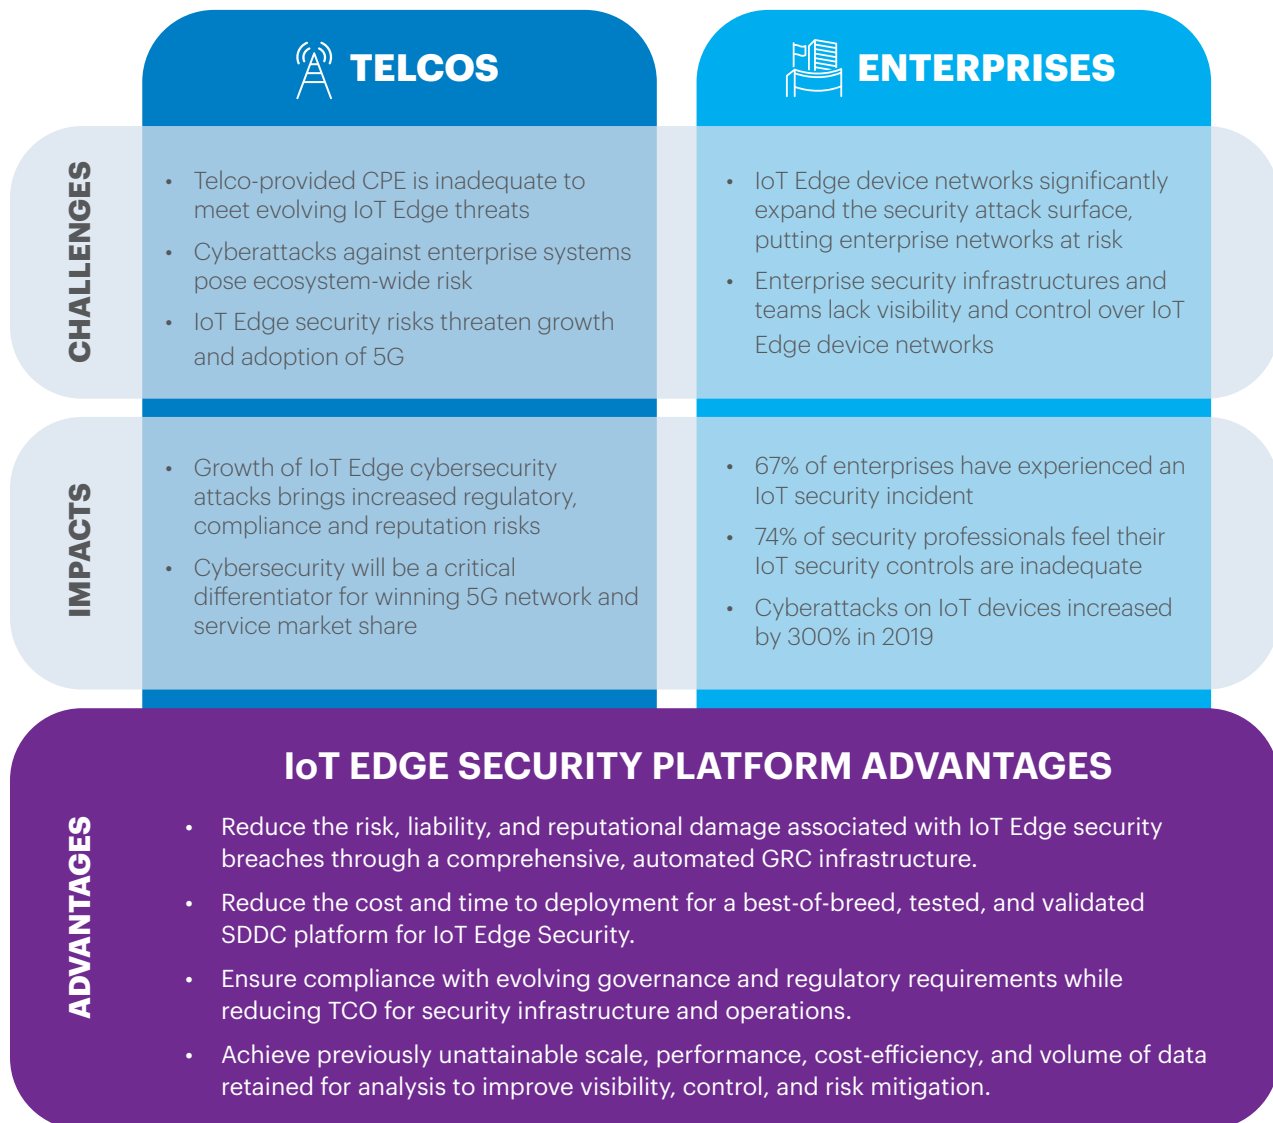 TELCOS
ENTERPRISES
CHALLENGES
• Telco-provided CPE is inadequate to
meet evolving IoT Edge threats
• Cyberattacks against enterprise systems
pose ecosystem-wide risk
• IoT Edge security risks threaten growth
and adoption of 5G
• IoT Edge device networks significantly
expand the security attack surface,
putting enterprise networks at risk
• Enterprise security infrastructures and
teams lack visibility and control over IoT
Edge device networks
IMPACTS
• Growth of IoT Edge cybersecurity
attacks brings increased regulatory,
compliance and reputation risks
• Cybersecurity will be a critical
differentiator for winning 5G network and
service market share
• 67% of enterprises have experienced an
IoT security incident
• 74% of security professionals feel their
IoT security controls are inadequate
• Cyberattacks on IoT devices increased
by 300% in 2019
ADVANTAGES
IoT EDGE SECURITY PLATFORM ADVANTAGES
• Reduce the risk, liability, and reputational damage associated with IoT Edge security
breaches through a comprehensive, automated GRC infrastructure.
• Reduce the cost and time to deployment for a best-of-breed, tested, and validated
SDDC platform for IoT Edge Security.
• Ensure compliance with evolving governance and regulatory requirements while
reducing TCO for security infrastructure and operations.
• Achieve previously unattainable scale, performance, cost-efficiency, and volume of data
retained for analysis to improve visibility, control, and risk mitigation.